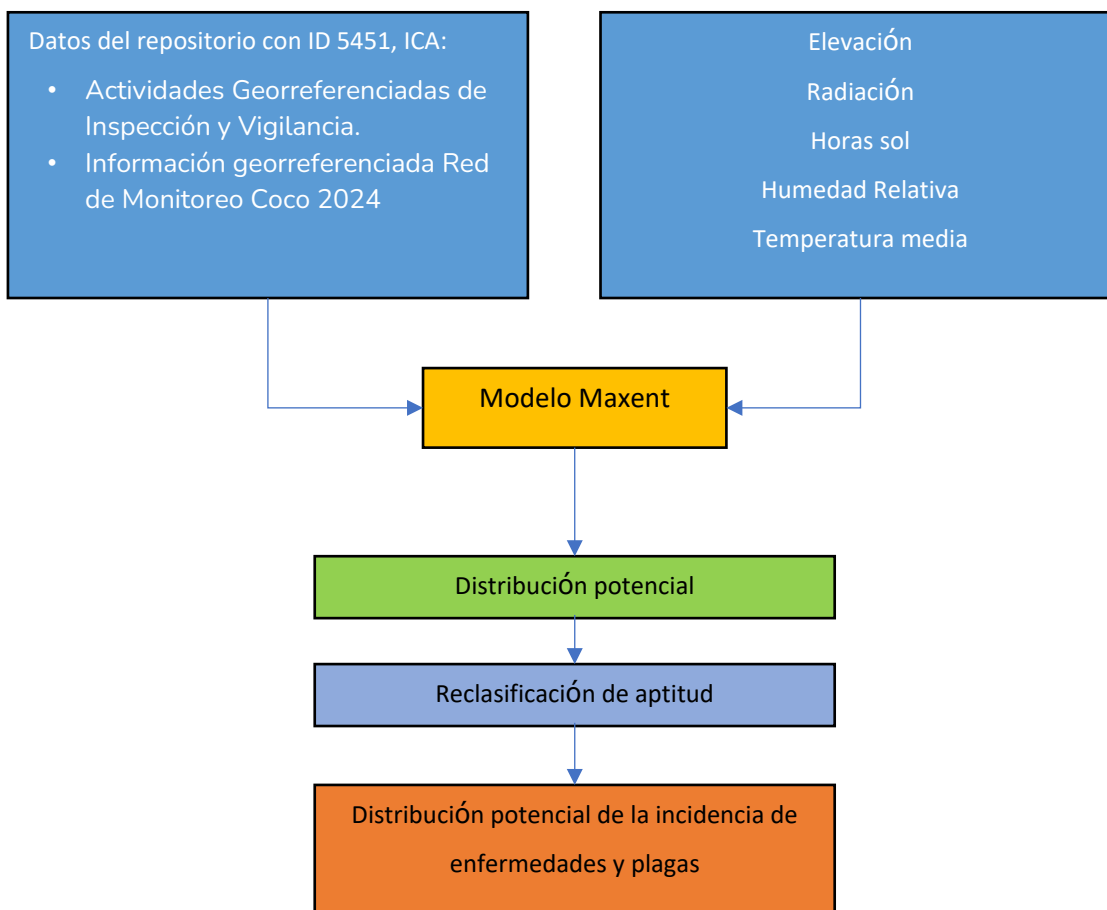 Datos del repositorio con ID 5451, ICA:
• Actividades Georreferenciadas de
Inspección y Vigilancia.
• Información georreferenciada Red
de Monitoreo Coco 2024
Elevación
Radiación
Horas sol
Humedad Relativa
Temperatura media
Modelo Maxent
Distribución potencial
Reclasificación de aptitud
Distribución potencial de la incidencia de
enfermedades y plagas